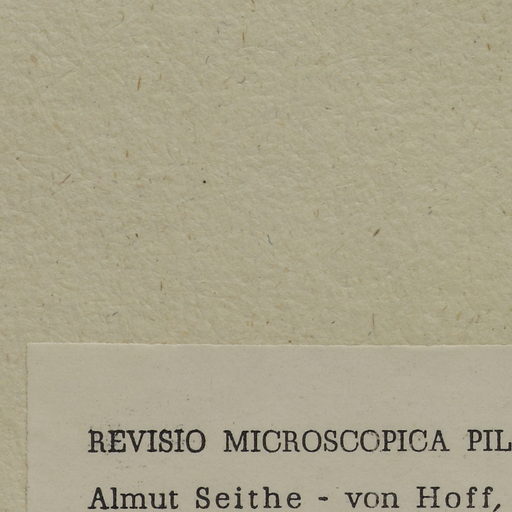 REVISIO MICROSCOPICA PIL
Almut Seithe - von Hoff,